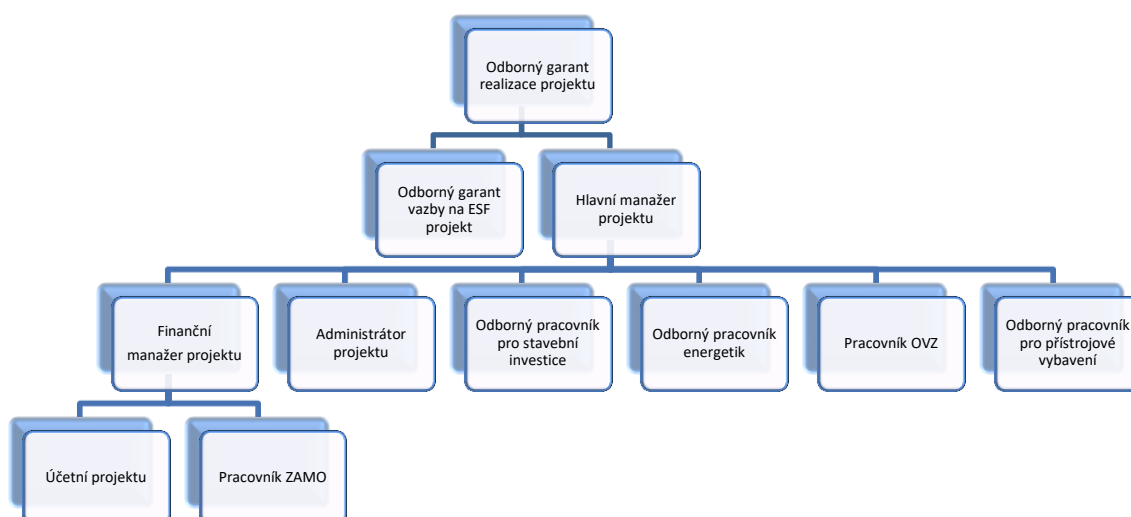 Odborný garant
realizace projektu
Odborný garant
vazby na ESF
projekt
Hlavní manažer
projektu
Finanční
manažer projektu
Administrátor
projektu
Odborný pracovník
pro stavební
investice
Odborný pracovník
energetik
Pracovník OVZ
Odborný pracovník
pro přístrojové
vybavení
Účetní projektu
Pracovník ZAMO